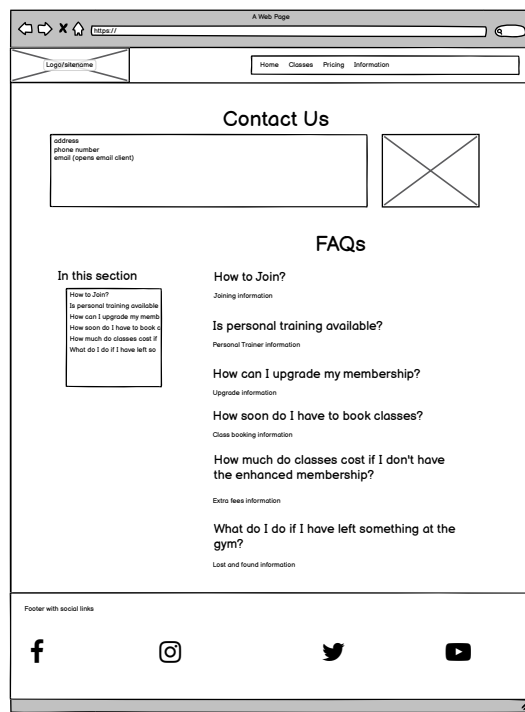 A Web Page
https://
Logo/sitename
Home Classes Pricing Information
Contact Us
address
phone number
email (opens email client)
FAQs
In this section
How to Join?
Is personal training available
How can I upgrade my memb
How soon do I have to book c
How much do classes cost if
What do I do if I have left so
How to Join?
Joining information
Is personal training available?
Personal Trainer information
How can I upgrade my membership?
Upgrade information
How soon do I have to book classes?
Class booking information
How much do classes cost if I don't have
the enhanced membership?
Extra fees information
What do I do if I have left something at the
gym?
Lost and found information
Footer with social links